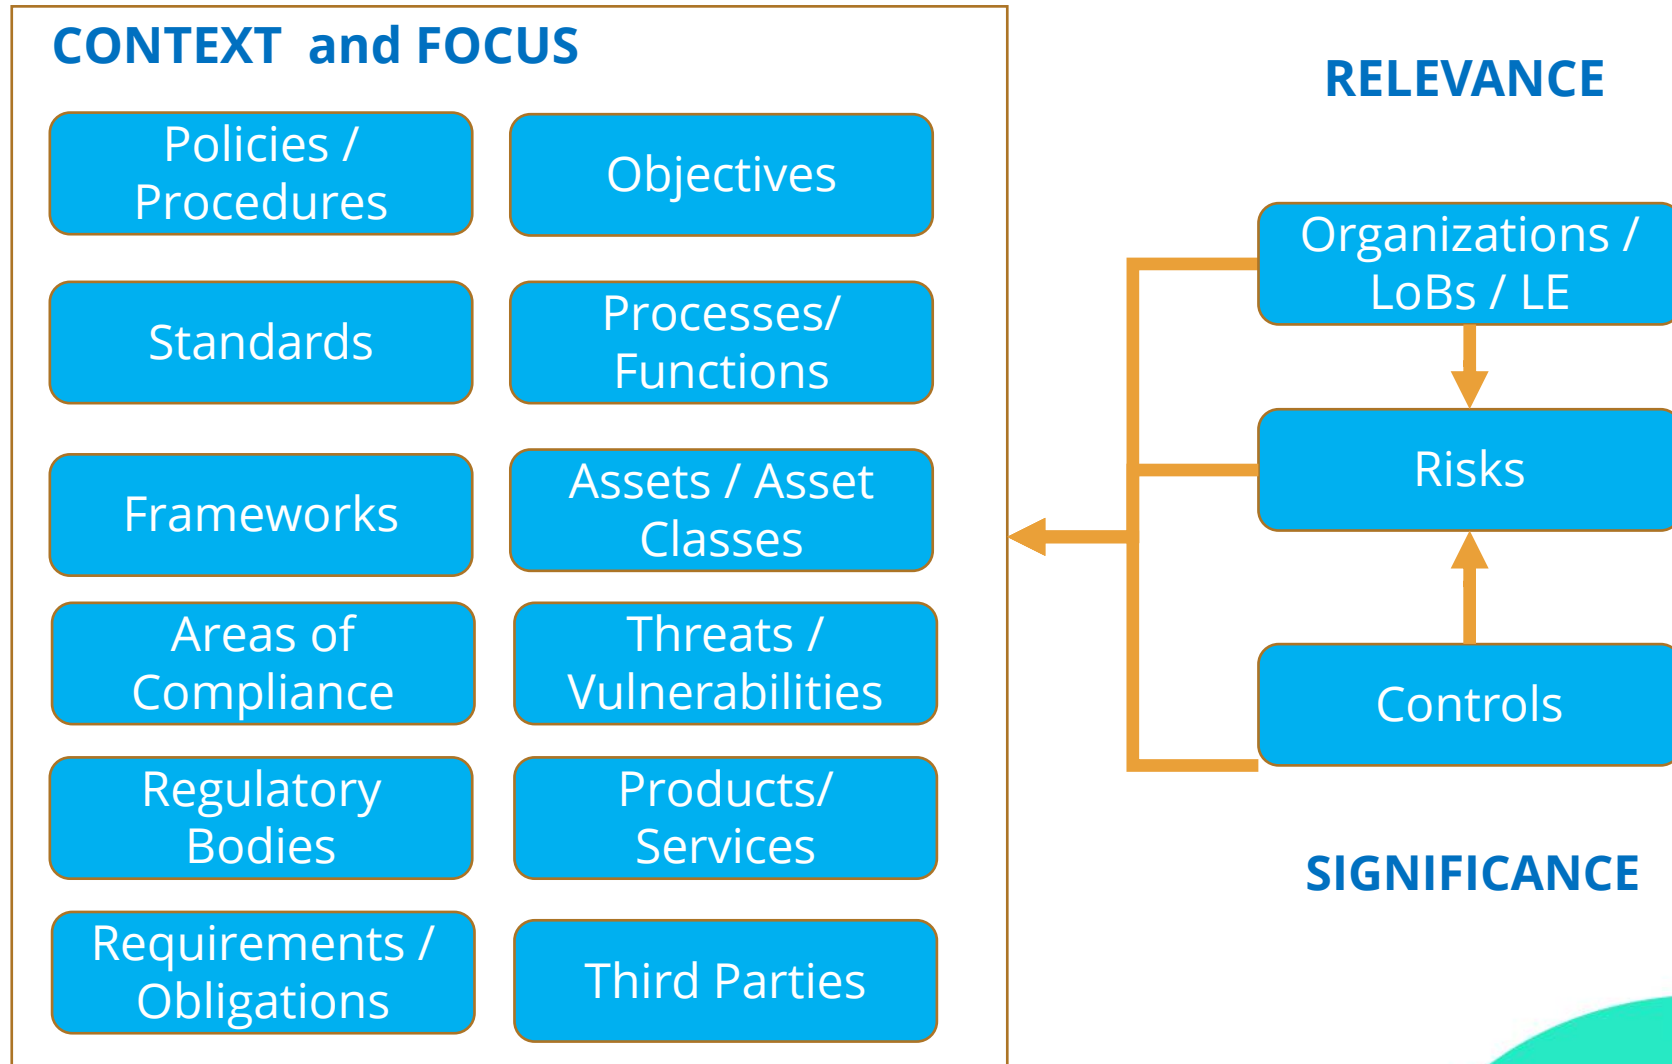 CONTEXT and FOCUS
Policies /
Procedures
Objectives
Standards
Processes/
Functions
Frameworks
Assets / Asset
Classes
Areas of
Compliance
Threats /
Vulnerabilities
Regulatory
Bodies
Products/
Services
Requirements /
Obligations
Third Parties
RELEVANCE
Organizations /
LoBs / LE
Risks
Controls
SIGNIFICANCE